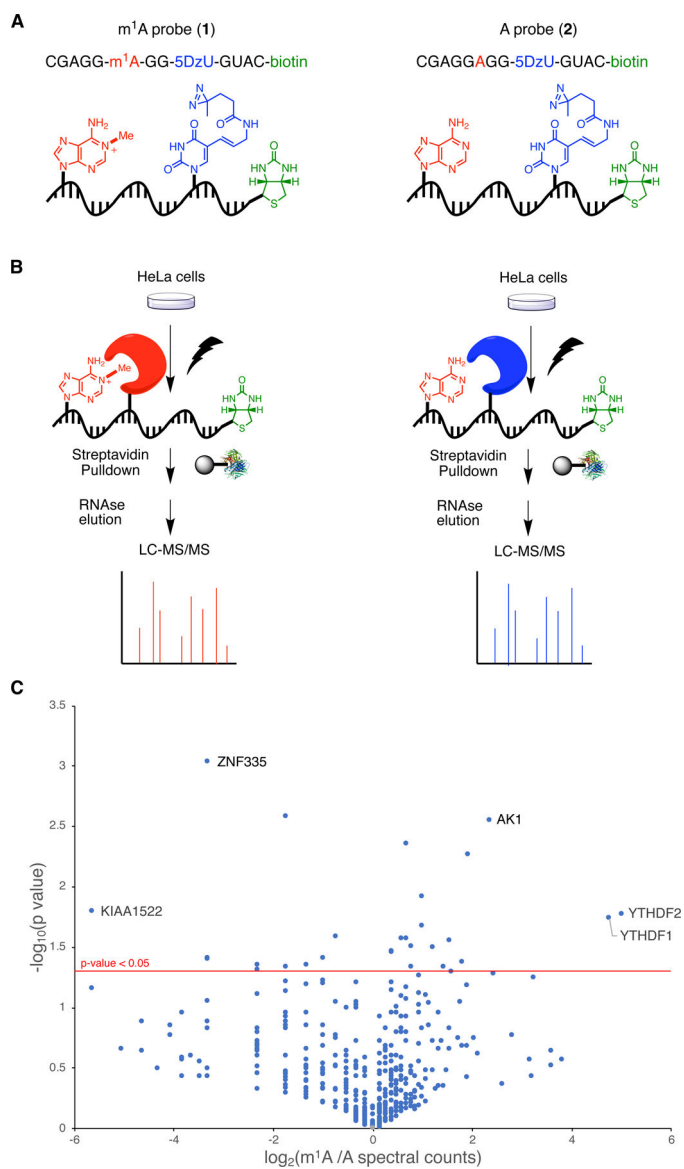 A
m¹A probe (1)
A probe (2)
CGAGG-m¹A-GG-5DzU-GUAC-biotin
CGAGGAGG-5DzU-GUAC-biotin
N
N
N
N
O
NH
O
NH₂
N
N
N
H
N
+
Me
O
HN
O
N
O
HN
NH
H
H
S
NH₂
N
N
N
H
N
O
HN
O
N
O
HN
NH
H
H
S
B
HeLa cells
HeLa cells
NH₂
N
N
N
H
N
+
Me
O
HN
NH
H
H
S
NH₂
N
N
N
H
N
O
HN
NH
H
H
S
Streptavidin
Pulldown
Streptavidin
Pulldown
RNAse
elution
RNAse
elution
LC-MS/MS
LC-MS/MS
C
3.5
3
2.5
2
1.5
1
0.5
0
-log₁₀(p value)
ZNF335
AK1
KIAA1522
YTHDF2
YTHDF1
p-value < 0.05
-6
-4
-2
0
2
4
6
log₂(m¹A /A spectral counts)